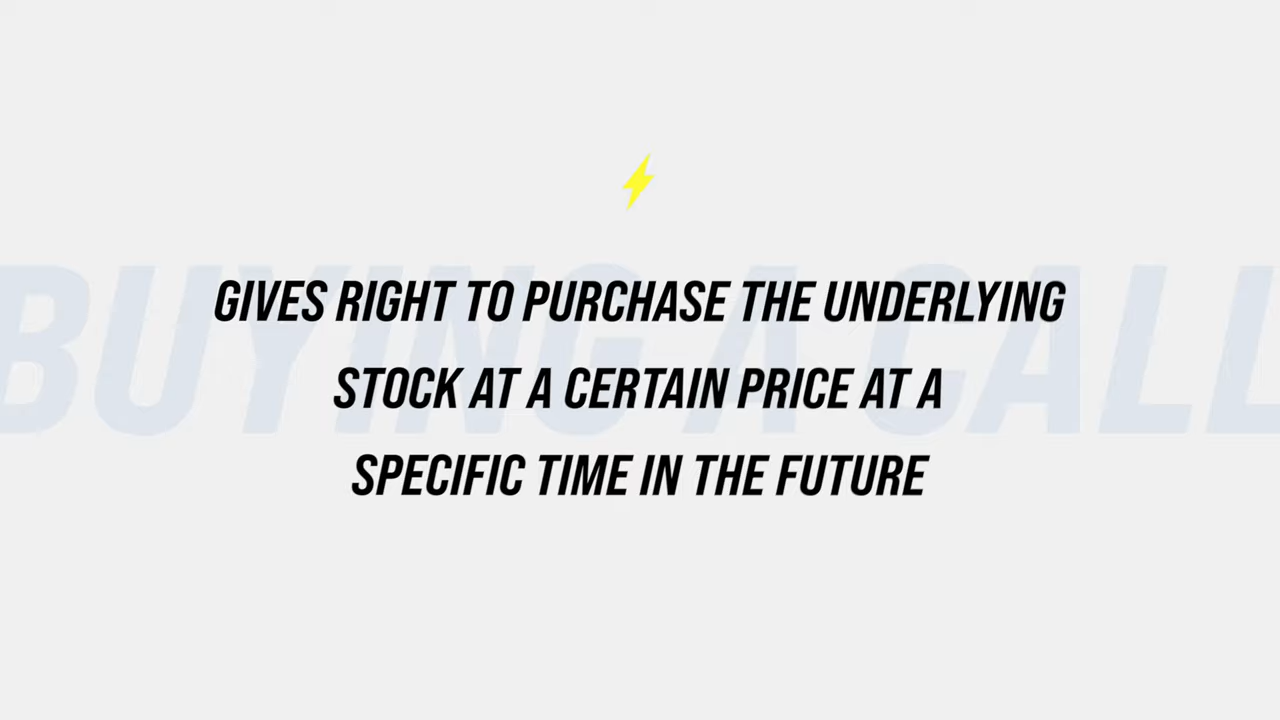 BUYING A CALL
GIVES RIGHT TO PURCHASE THE UNDERLYING
STOCK AT A CERTAIN PRICE AT A
SPECIFIC TIME IN THE FUTURE